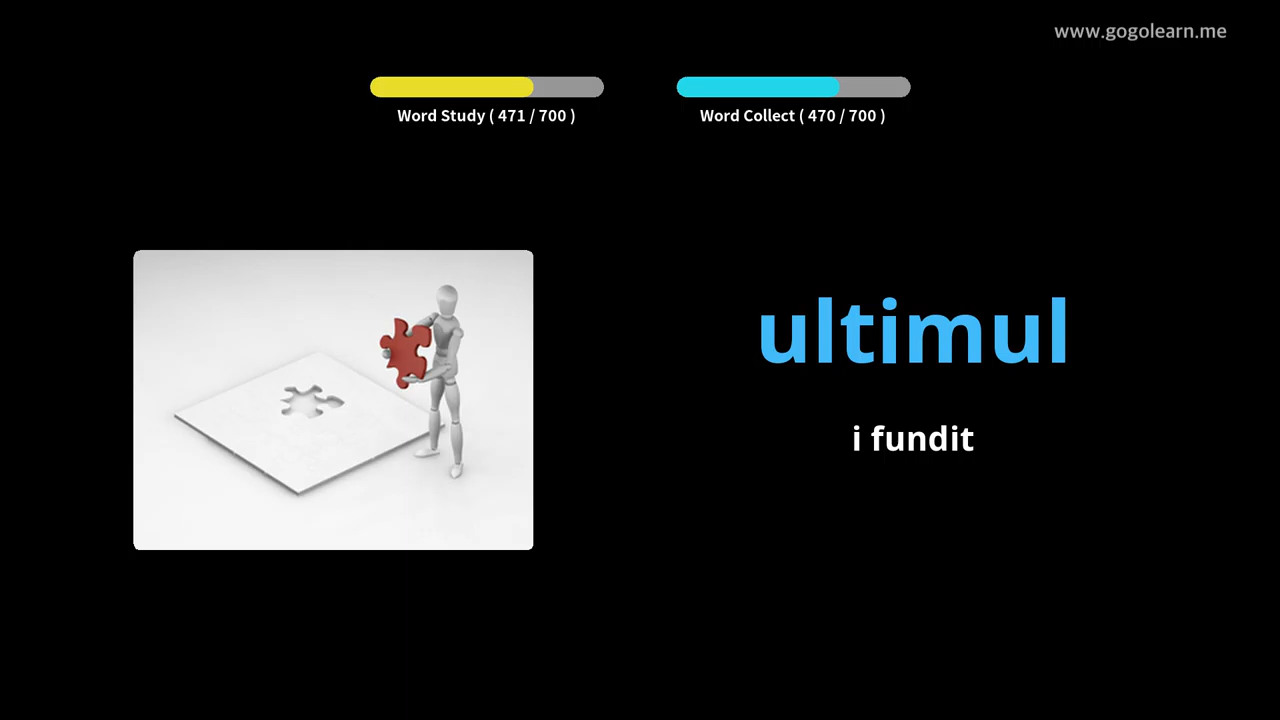 www.gogolearn.me
Word Study ( 471 / 700 )
Word Collect ( 470 / 700 )
ultimul
i fundit